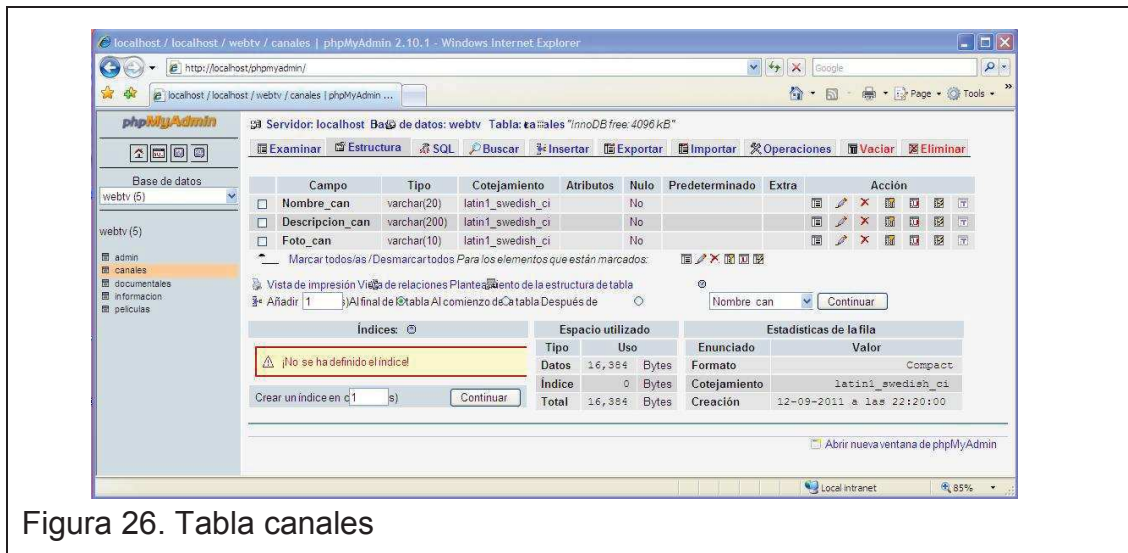 localhost / localhost / webtv / canales | phpMyAdmin 2.10.1 - Windows Internet Explorer
http://localhost/phpmyadmin/
Google
localhost / localhost / webtv / canales | phpMyAdmin ...
Page Tools
phpMyAdmin
Base de datos
webtv (5)
webtv (5)
admin
canales
documentales
informacion
peliculas
Servidor: localhost Base de datos: webtv Tabla: canales "InnoDB free: 4096 kB"
Examinar Estructura SQL Buscar Insertar Exportar Importar Operaciones Vaciar Eliminar
Campo Tipo Cotejamiento Atributos Nulo Predeterminado Extra Acción
Nombre_can varchar(20) latin1_swedish_ci No
Descripcion_can varchar(200) latin1_swedish_ci No
Foto_can varchar(10) latin1_swedish_ci No
Marcar todos/as / Desmarcar todos Para los elementos que están marcados:
Vista de impresión Vista de relaciones Planteamiento de la estructura de tabla
Añadir 1 s) Al final de la tabla Al comienzo de la tabla Después de Nombre can Continuar
Índices:
¡No se ha definido el índice!
Crear un índice en c 1 s) Continuar
Espacio utilizado
Tipo Uso
Datos 16,384 Bytes
Índice 0 Bytes
Total 16,384 Bytes
Estadísticas de la fila
Enunciado Valor
Formato Compact
Cotejamiento latin1_swedish_ci
Creación 12-09-2011 a las 22:20:00
Abrir nueva ventana de phpMyAdmin
Local intranet 85%
Figura 26. Tabla canales